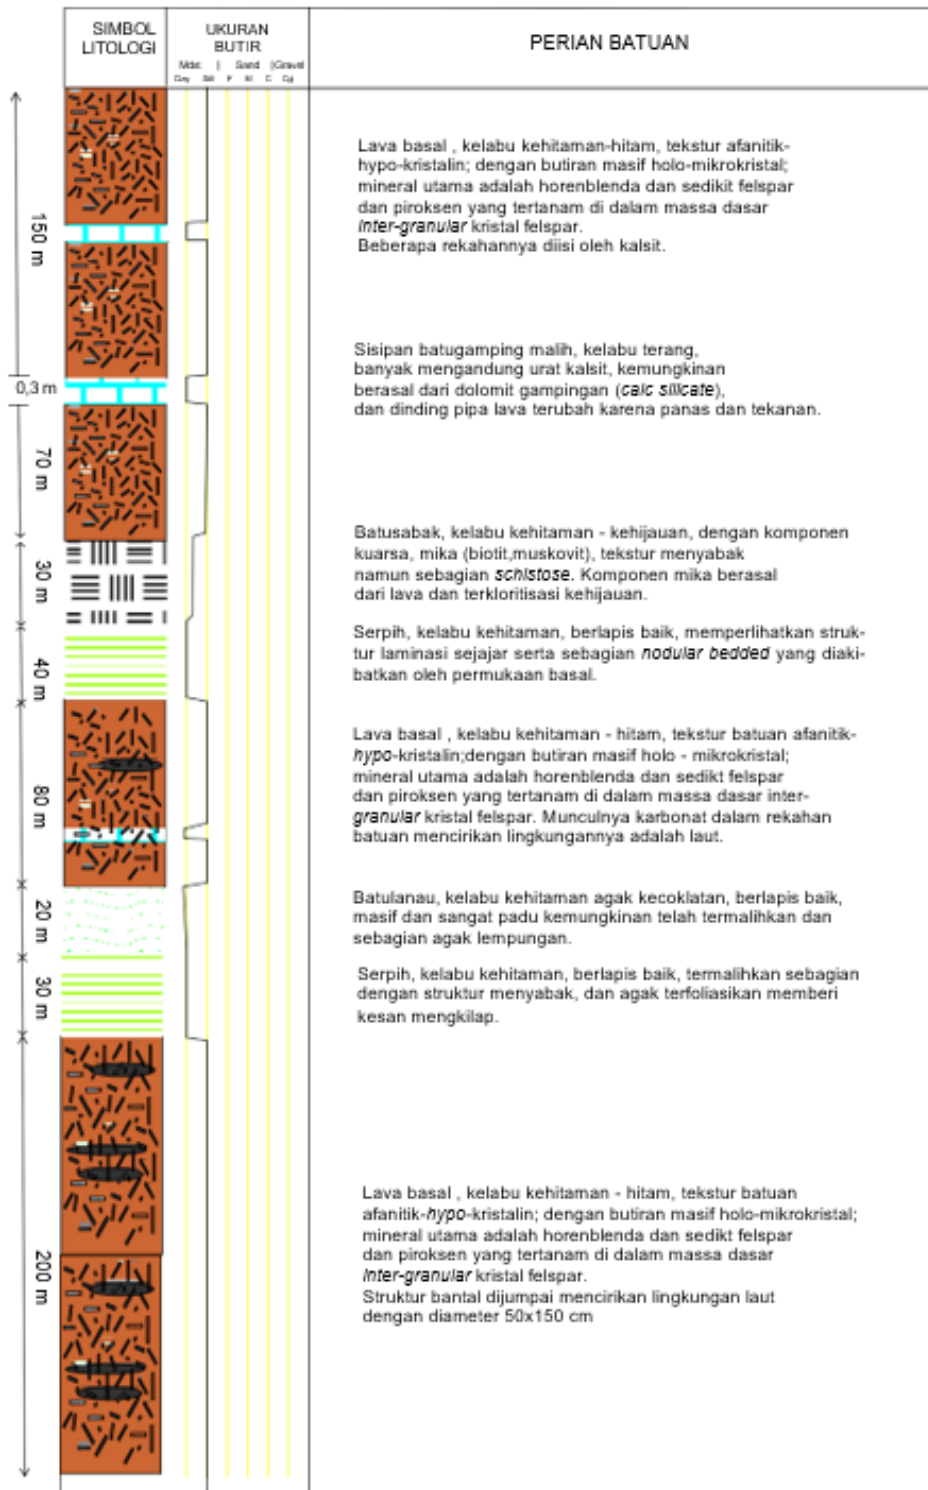 SIMBOL
LITOLOGI
UKURAN
BUTIR
PERIAN BATUAN
| Sand |Gravel
F M C
Lava basal , kelabu kehitaman-hitam, tekstur afanitik-
hypo-kristalin; dengan butiran masif holo-mikrokristal;
mineral utama adalah horenblenda dan sedikit felspar
dan piroksen yang tertanam di dalam massa dasar
inter-granular kristal felspar.
Beberapa rekahannya diisi oleh kalsit.
150 m
Sisipan batugamping malih, kelabu terang,
banyak mengandung urat kalsit, kemungkinan
berasal dari dolomit gampingan (calc silicate),
dan dinding pipa lava terubah karena panas dan tekanan.
0,3 m
70 m
Batusabak, kelabu kehitaman - kehijauan, dengan komponen
kuarsa, mika (biotit,muskovit), tekstur menyabak
namun sebagian schistose. Komponen mika berasal
dari lava dan terkloritisasi kehijauan.
30 m
Serpih, kelabu kehitaman, berlapis baik, memperlihatkan struk-
tur laminasi sejajar serta sebagian nodular bedded yang diaki-
batkan oleh permukaan basal.
40 m
Lava basal , kelabu kehitaman - hitam, tekstur batuan afanitik-
hypo-kristalin;dengan butiran masif holo - mikrokristal;
mineral utama adalah horenblenda dan sedikt felspar
dan piroksen yang tertanam di dalam massa dasar inter-
granular kristal felspar. Munculnya karbonat dalam rekahan
batuan mencirikan lingkungannya adalah laut.
80 m
Batulanau, kelabu kehitaman agak kecoklatan, berlapis baik,
masif dan sangat padu kemungkinan telah termalihkan dan
sebagian agak lempungan.
20 m
Serpih, kelabu kehitaman, berlapis baik, termalihkan sebagian
dengan struktur menyabak, dan agak terfoliasikan memberi
kesan mengkilap.
30 m
Lava basal , kelabu kehitaman - hitam, tekstur batuan
afanitik-hypo-kristalin; dengan butiran masif holo-mikrokristal;
mineral utama adalah horenblenda dan sedikt felspar
dan piroksen yang tertanam di dalam massa dasar
inter-granular kristal felspar.
Struktur bantal dijumpai mencirikan lingkungan laut
dengan diameter 50x150 cm
200 m